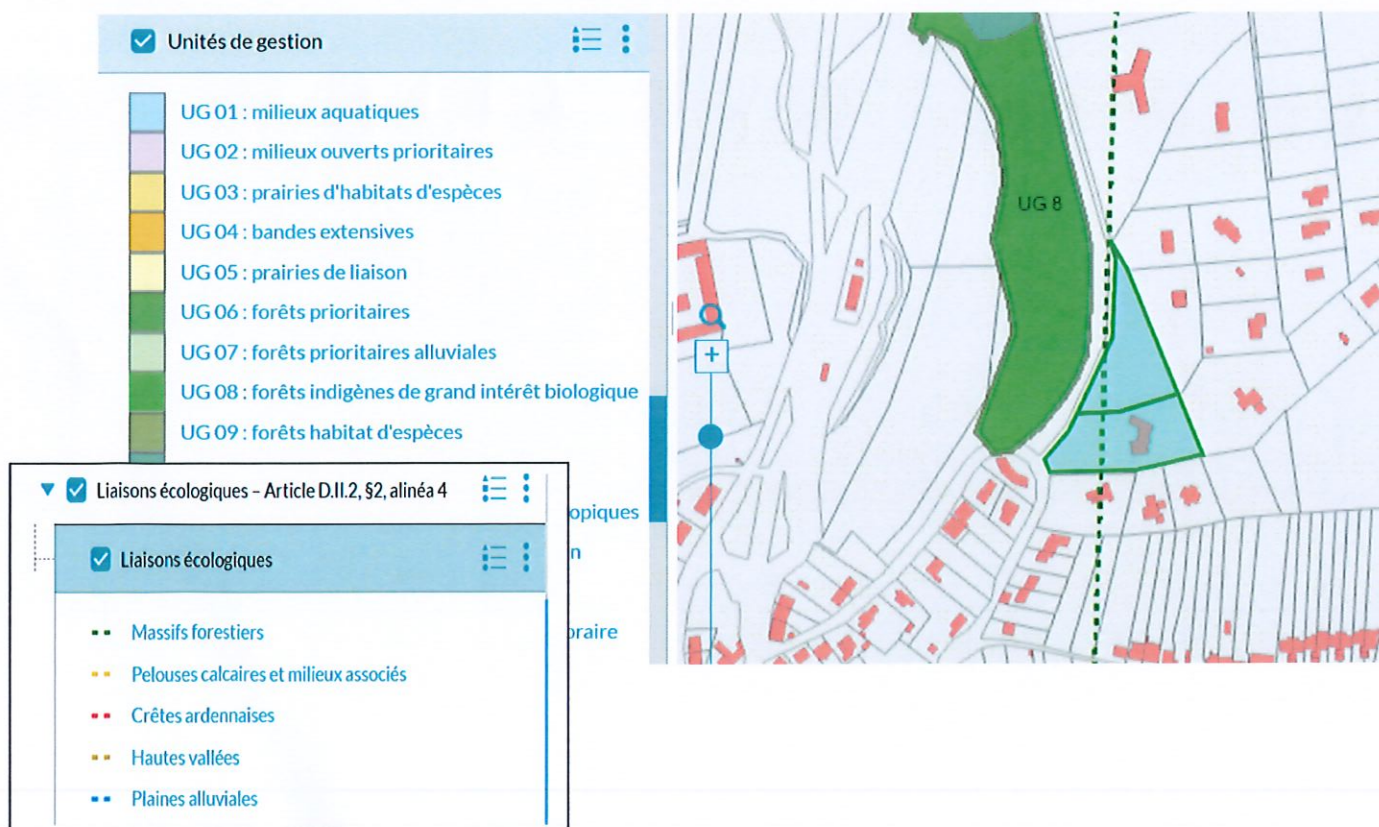 Unités de gestion
UG 01 : milieux aquatiques
UG 02 : milieux ouverts prioritaires
UG 03 : prairies d'habitats d'espèces
UG 04 : bandes extensives
UG 05 : prairies de liaison
UG 06 : forêts prioritaires
UG 07 : forêts prioritaires alluviales
UG 08 : forêts indigènes de grand intérêt biologique
UG 09 : forêts habitat d'espèces
opiques
n
oraire
Liaisons écologiques – Article D.II.2, §2, alinéa 4
Liaisons écologiques
Massifs forestiers
Pelouses calcaires et milieux associés
Crêtes ardennaises
Hautes vallées
Plaines alluviales
UG 8
+